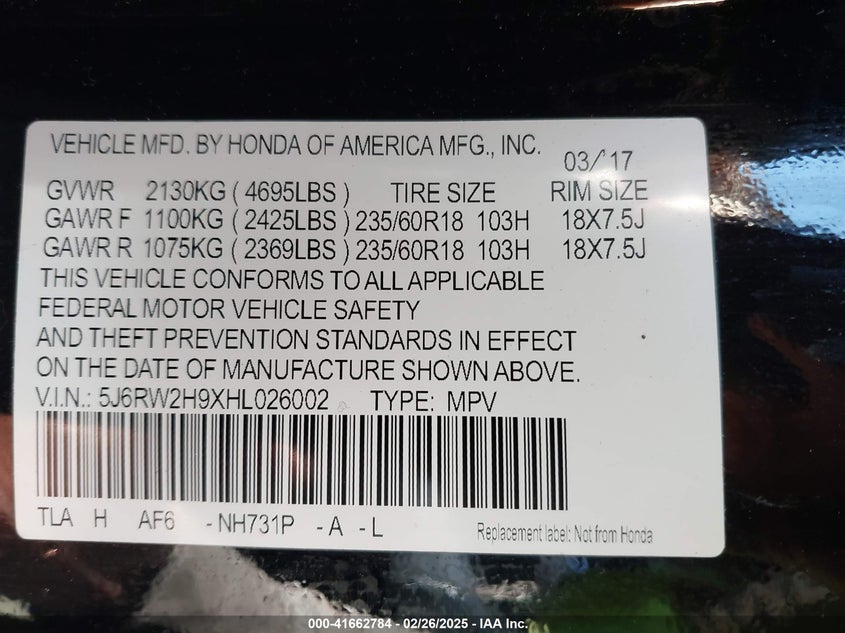 VEHICLE MFD. BY HONDA OF AMERICA MFG., INC. 03/17
GVWR 2130KG ( 4695LBS ) TIRE SIZE RIM SIZE
GAWR F 1100KG ( 2425LBS ) 235/60R18 103H 18X7.5J
GAWR R 1075KG ( 2369LBS ) 235/60R18 103H 18X7.5J
THIS VEHICLE CONFORMS TO ALL APPLICABLE
FEDERAL MOTOR VEHICLE SAFETY
AND THEFT PREVENTION STANDARDS IN EFFECT
ON THE DATE OF MANUFACTURE SHOWN ABOVE.
V.I.N.: 5J6RW2H9XHL026002 TYPE: MPV
TLA H AF6 -NH731P -A -L
Replacement label: Not from Honda
000-41662784 - 02/26/2025 - IAA Inc.